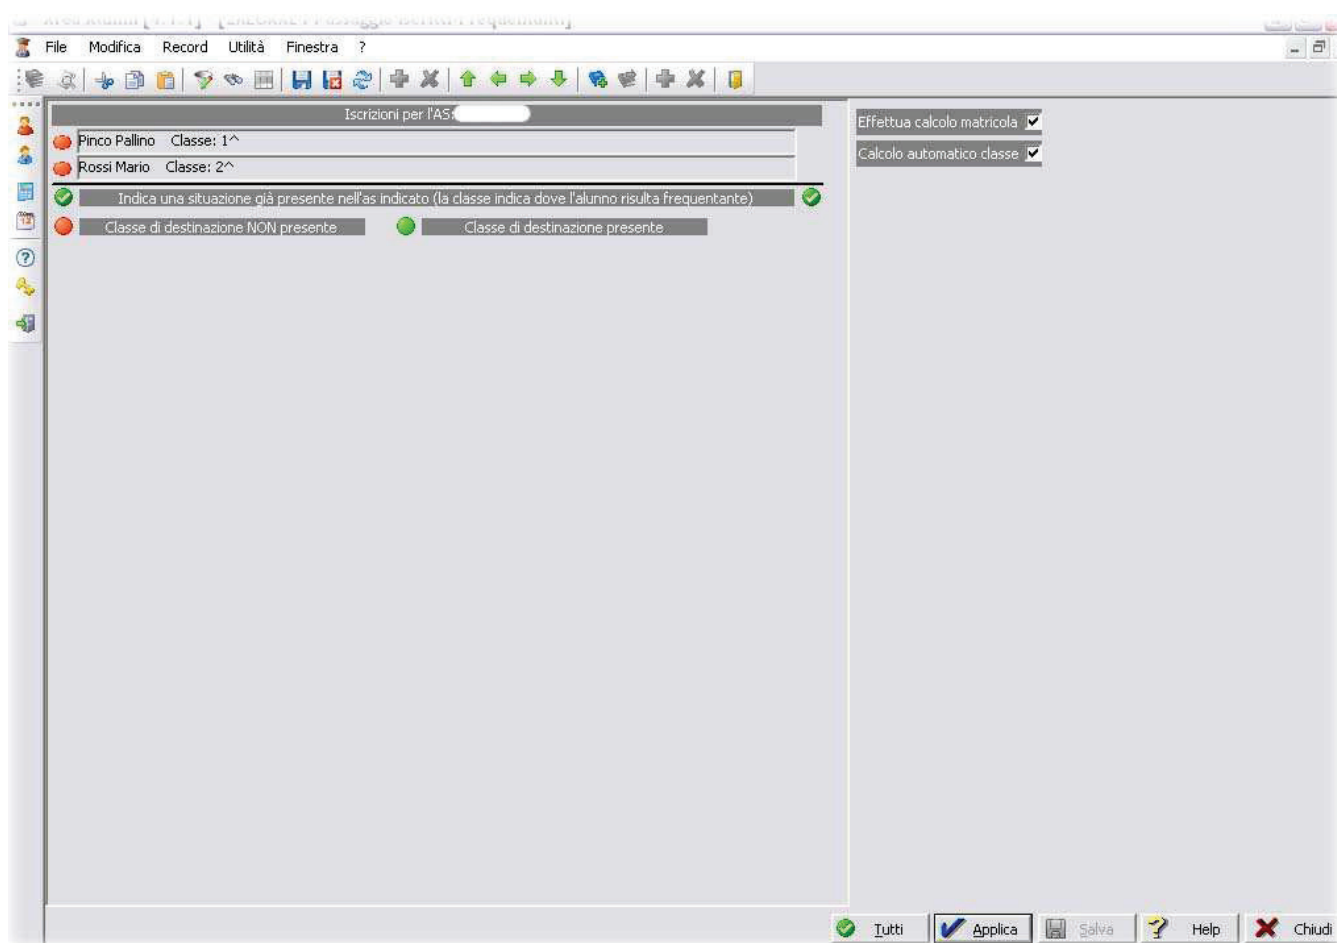 File Modifica Record Utilità Finestra ?
Iscrizioni per l'AS:
Pinco Pallino Classe: 1^
Rossi Mario Classe: 2^
Indica una situazione già presente nell'as indicato (la classe indica dove l'alunno risulta frequentante)
Classe di destinazione NON presente Classe di destinazione presente
Effettua calcolo matricola
Calcolo automatico classe
Tutti Applica Salva Help Chiudi